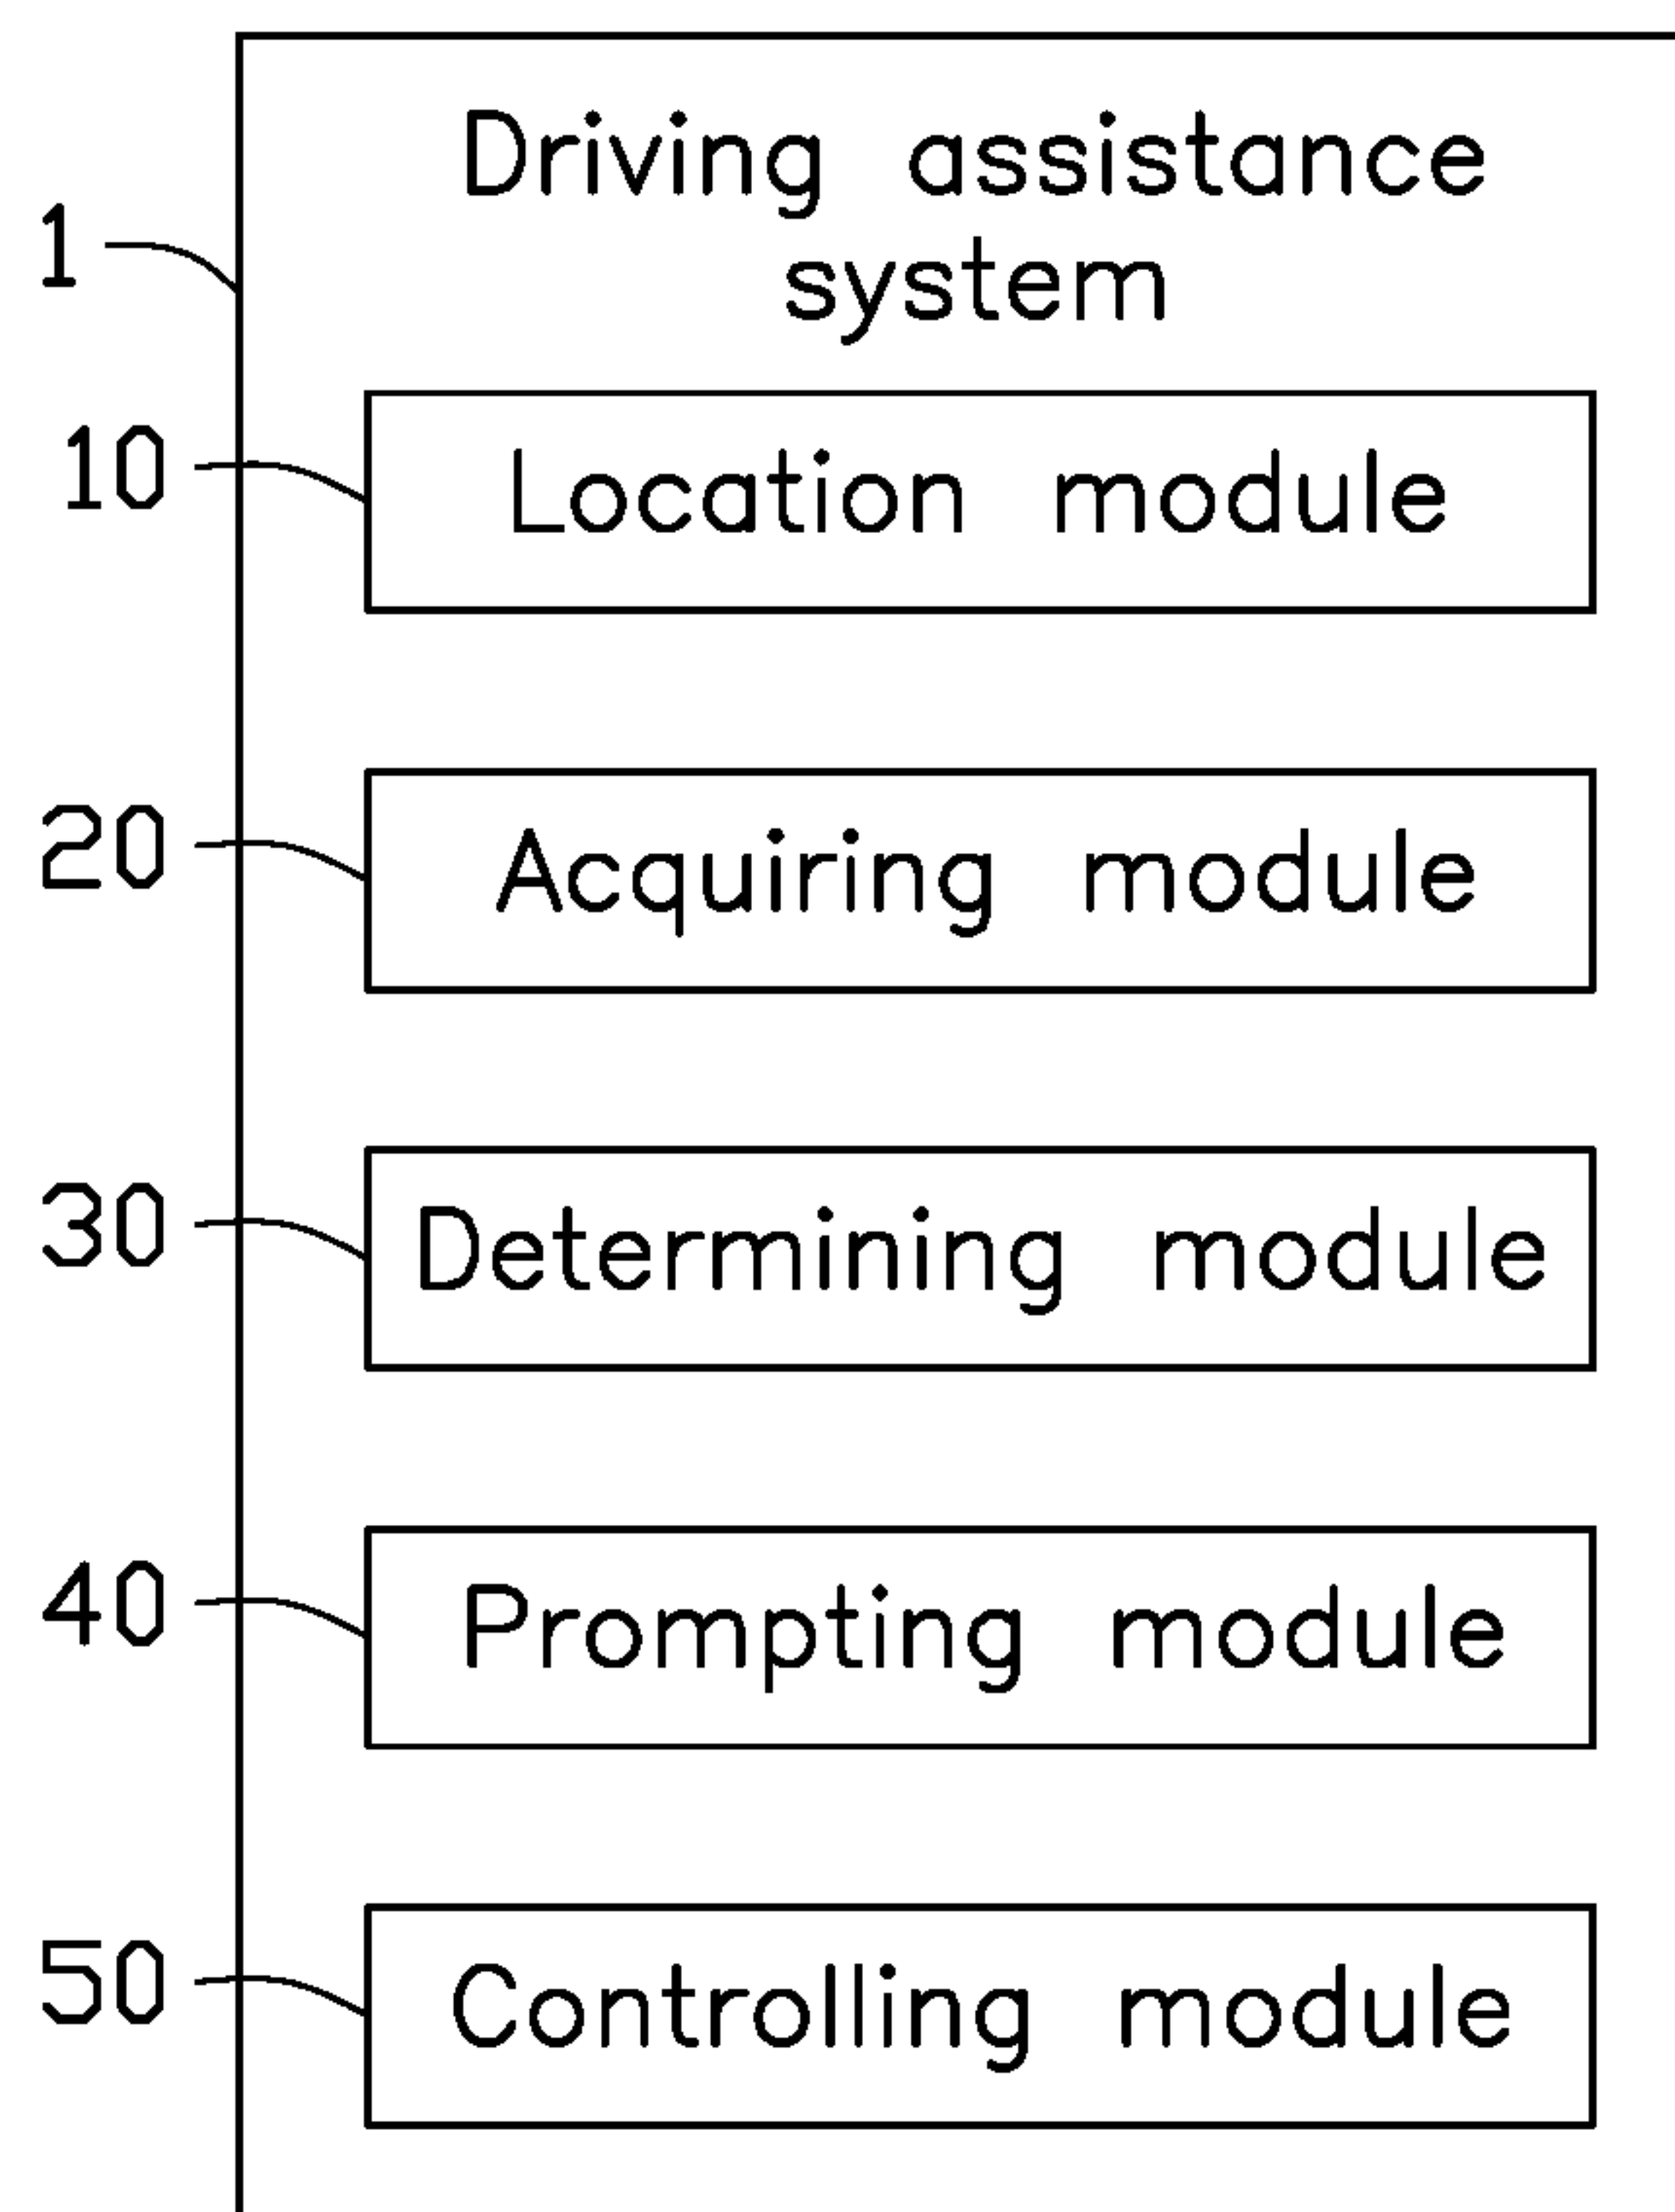 Driving assistance
system
1
10
Location module
20
Acquiring module
30
Determining module
40
Prompting module
50
Controlling module